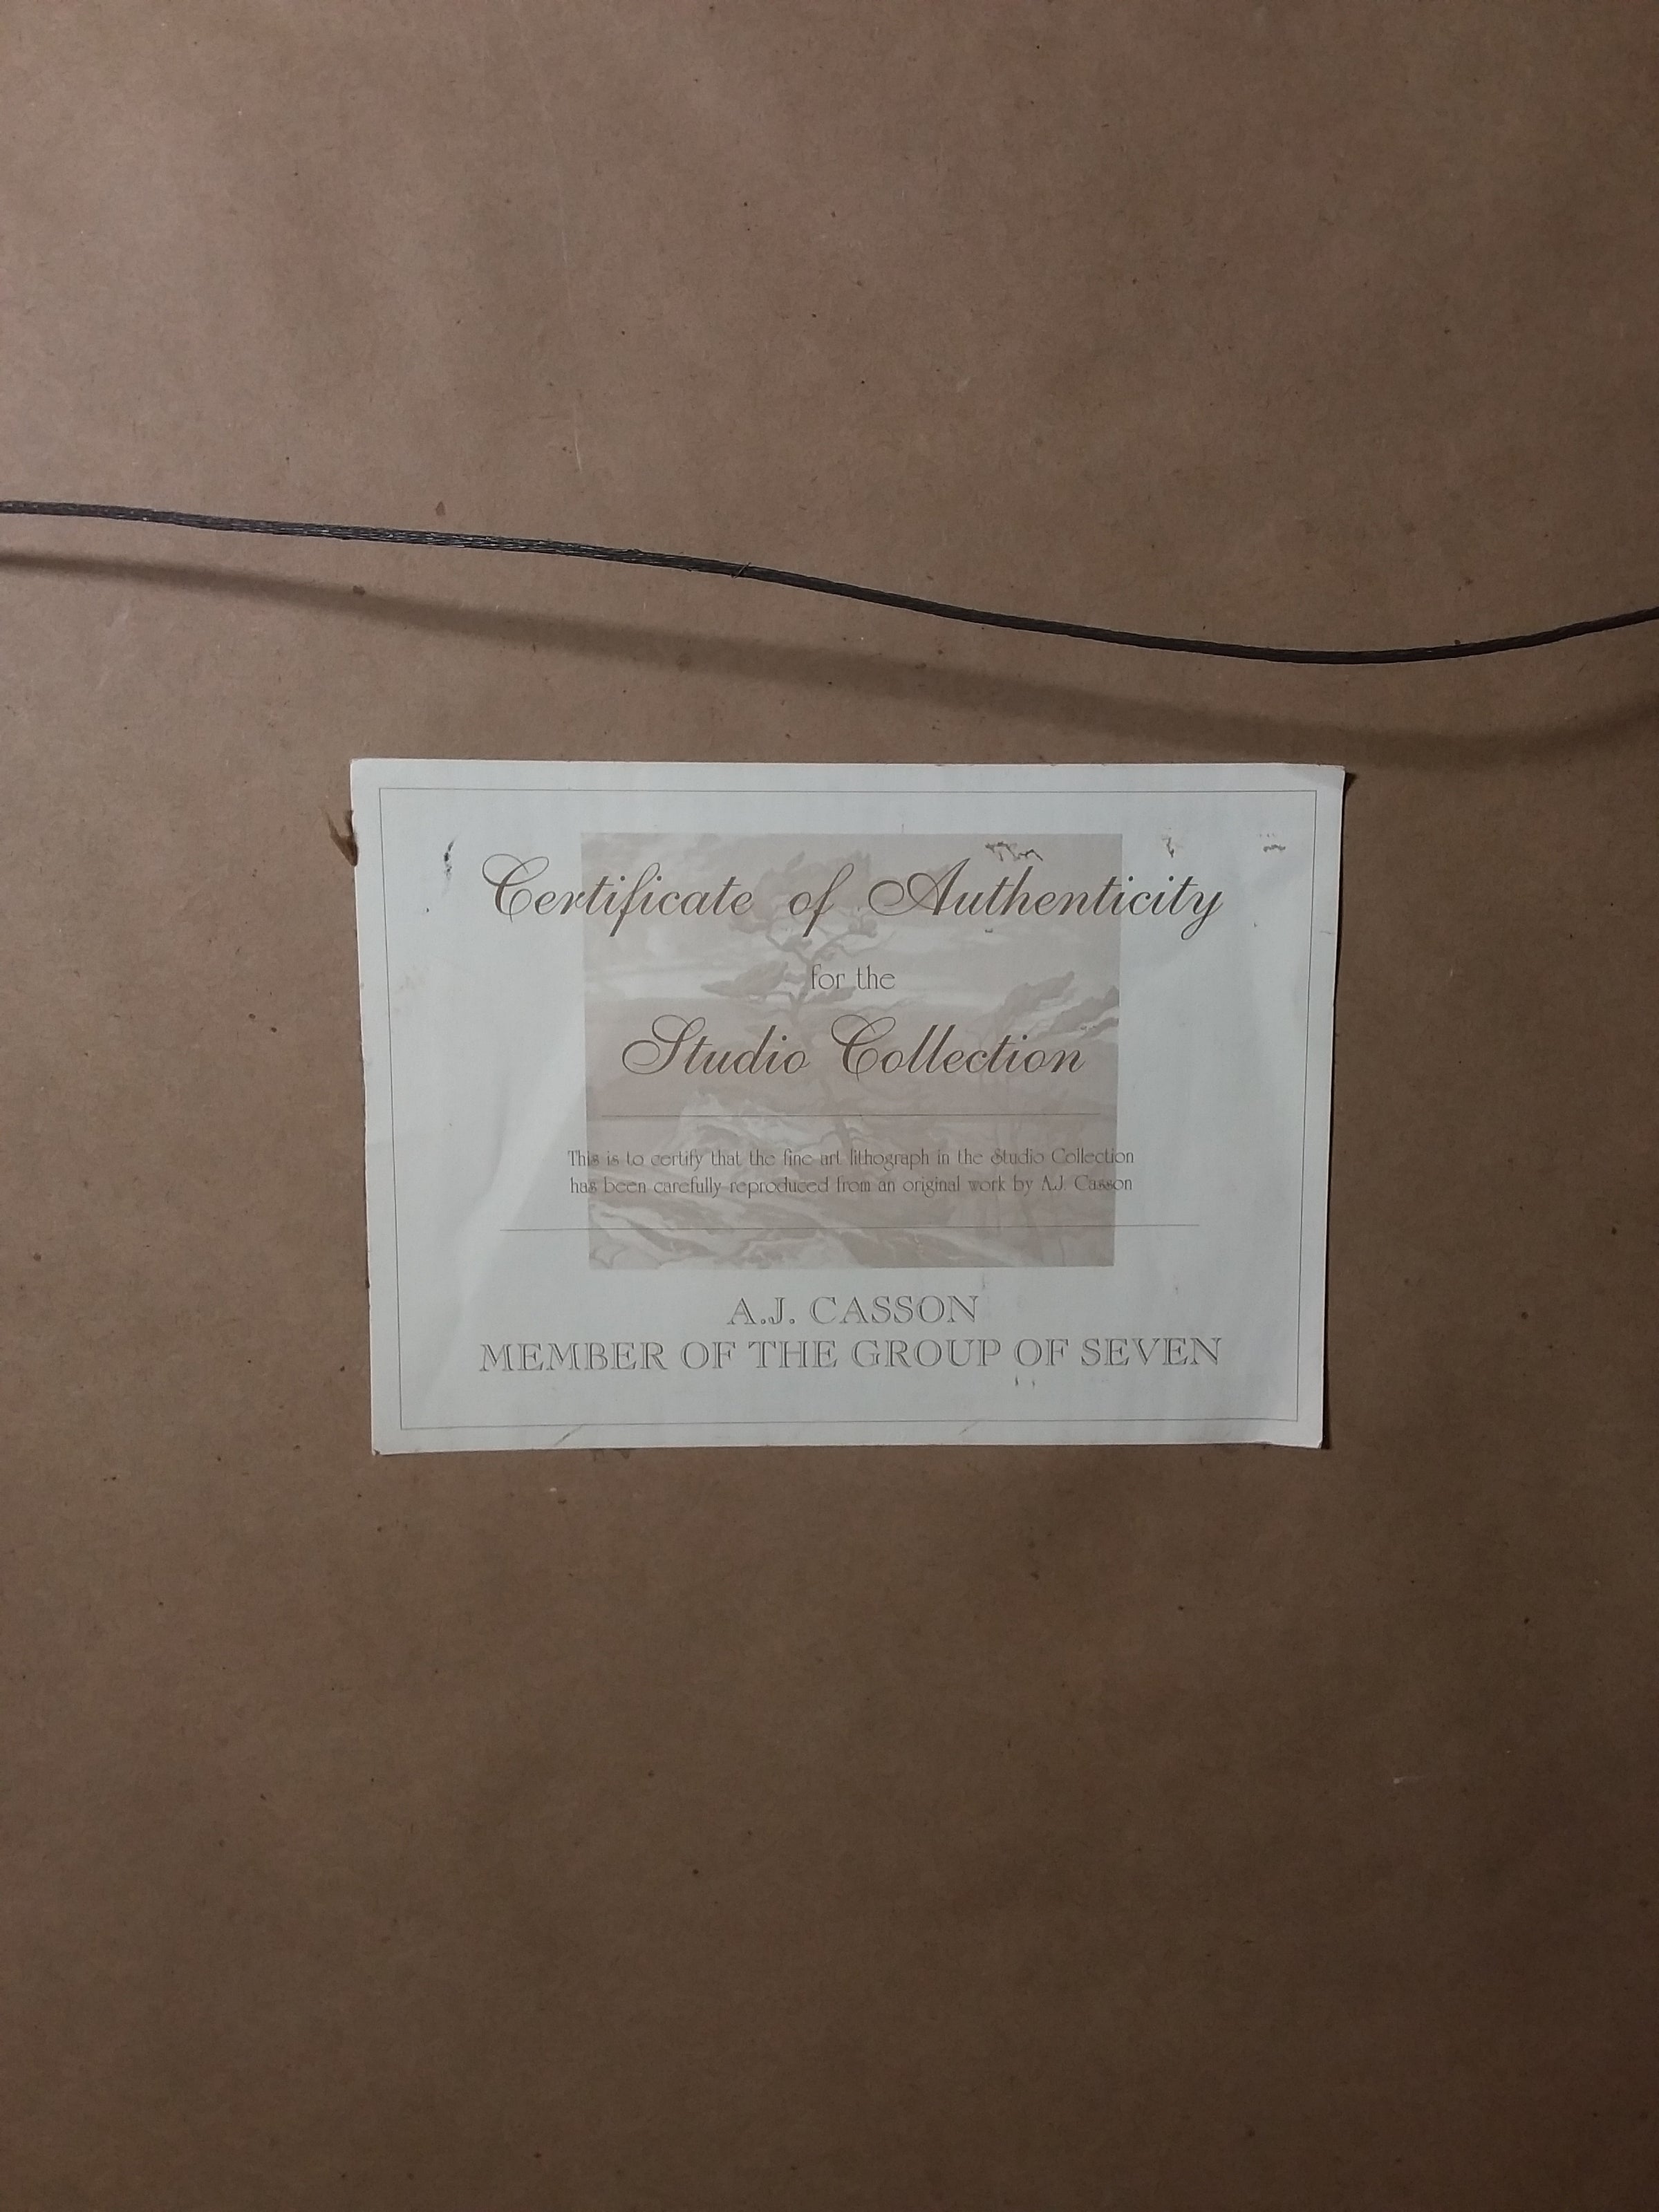 Certificate of Authenticity
for the
Studio Collection
This is to certify that the fine art lithograph in the Studio Collection
has been carefully reproduced from an original work by A.J. Casson
A.J. CASSON
MEMBER OF THE GROUP OF SEVEN